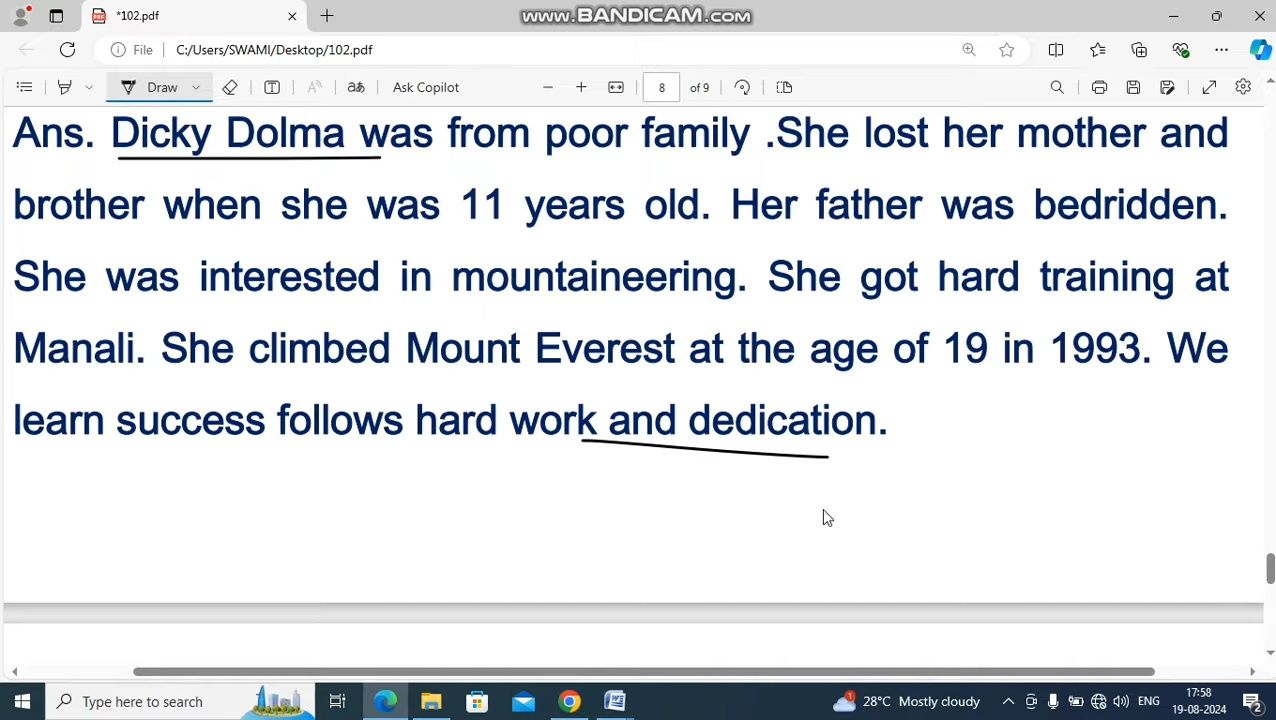 *102.pdf
www.BANDICAM.com
File C:/Users/SWAMI/Desktop/102.pdf
Draw Ask Copilot 8 of 9
Ans. Dicky Dolma was from poor family .She lost her mother and
brother when she was 11 years old. Her father was bedridden.
She was interested in mountaineering. She got hard training at
Manali. She climbed Mount Everest at the age of 19 in 1993. We
learn success follows hard work and dedication.
Type here to search 28°C Mostly cloudy ENG 17:58
19-08-2024